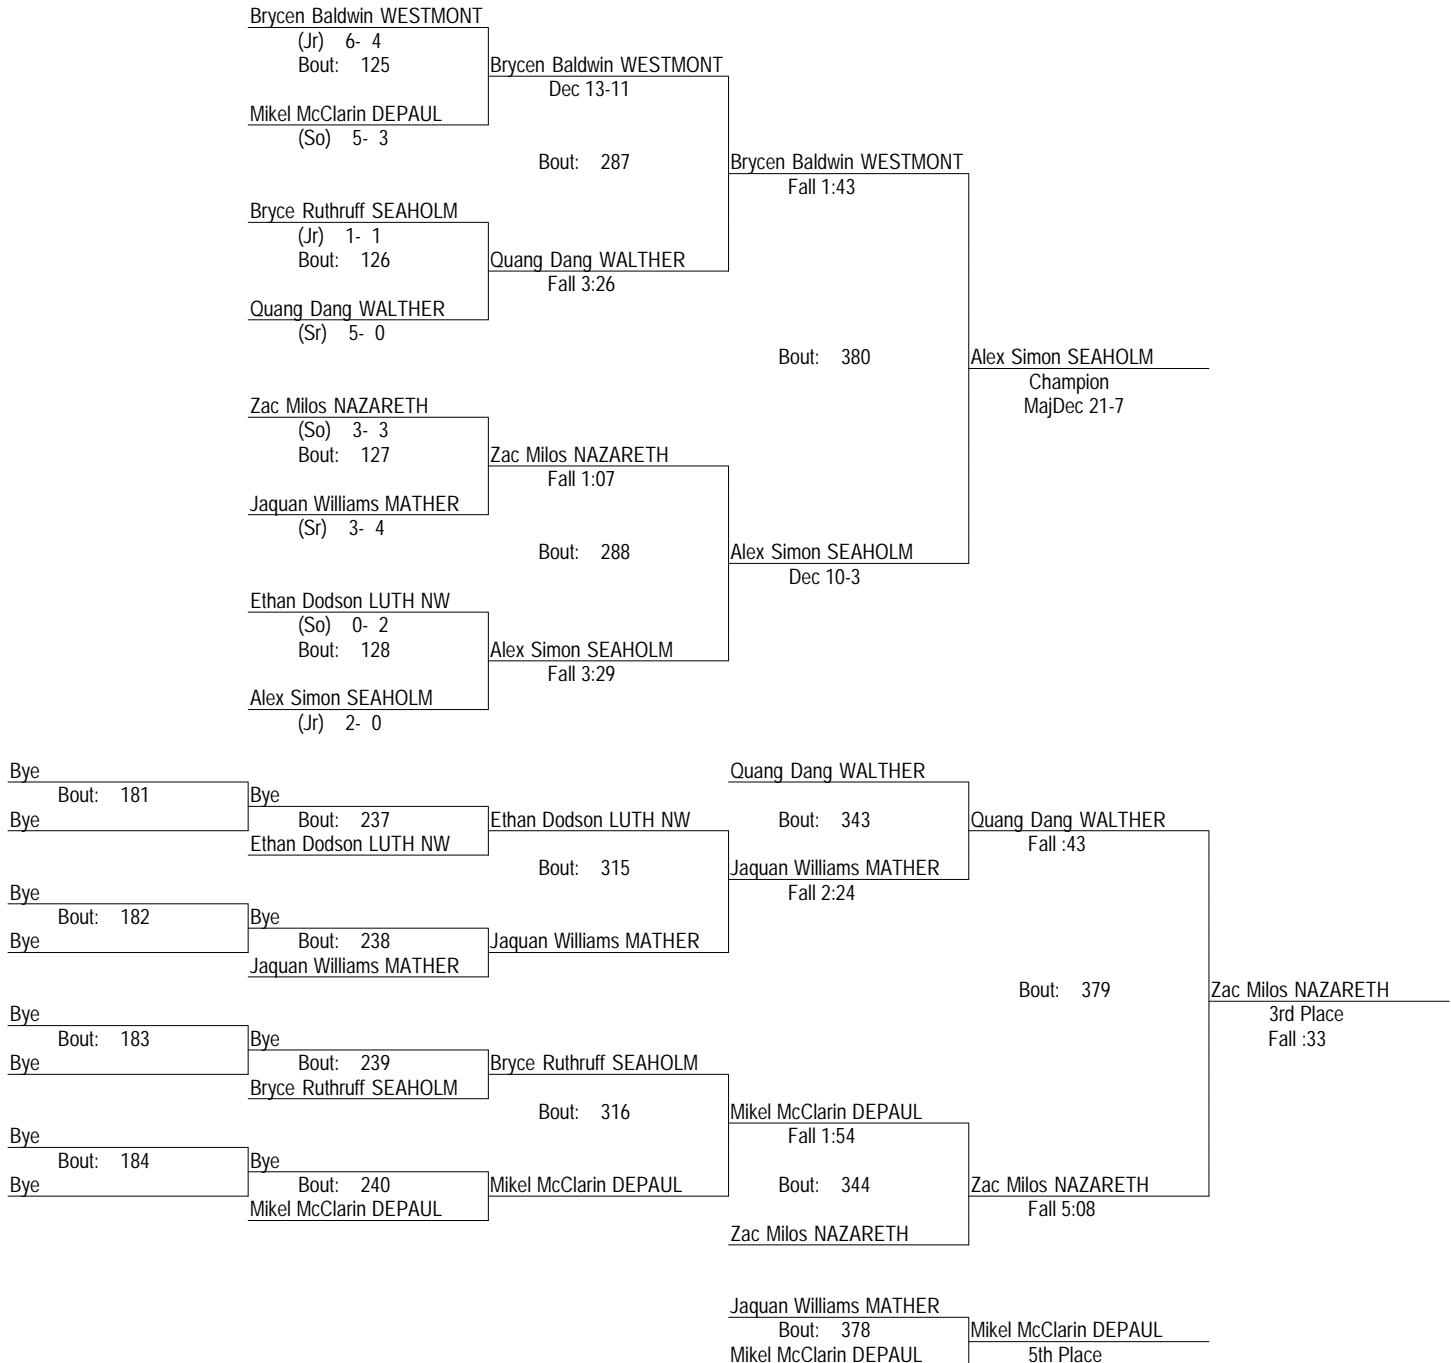 Brycen Baldwin WESTMONT
(Jr) 6- 4
Bout: 125
Brycen Baldwin WESTMONT
Dec 13-11
Mikel McClarin DEPAUL
(So) 5- 3
Bout: 287
Brycen Baldwin WESTMONT
Fall 1:43
Bryce Ruthruff SEAHOLM
(Jr) 1- 1
Bout: 126
Quang Dang WALTHER
Fall 3:26
Quang Dang WALTHER
(Sr) 5- 0
Bout: 380
Alex Simon SEAHOLM
Champion
MajDec 21-7
Zac Milos NAZARETH
(So) 3- 3
Bout: 127
Zac Milos NAZARETH
Fall 1:07
Jaquan Williams MATHER
(Sr) 3- 4
Bout: 288
Alex Simon SEAHOLM
Dec 10-3
Ethan Dodson LUTH NW
(So) 0- 2
Bout: 128
Alex Simon SEAHOLM
Fall 3:29
Alex Simon SEAHOLM
(Jr) 2- 0
Bye
Bout: 181
Bye
Bye
Bout: 237
Ethan Dodson LUTH NW
Ethan Dodson LUTH NW
Bout: 315
Quang Dang WALTHER
Bout: 343
Jaquan Williams MATHER
Fall 2:24
Quang Dang WALTHER
Fall :43
Bye
Bout: 182
Bye
Bye
Bout: 238
Jaquan Williams MATHER
Jaquan Williams MATHER
Bout: 379
Zac Milos NAZARETH
3rd Place
Fall :33
Bye
Bout: 183
Bye
Bye
Bout: 239
Bryce Ruthruff SEAHOLM
Bryce Ruthruff SEAHOLM
Bout: 316
Mikel McClarin DEPAUL
Fall 1:54
Bye
Bout: 184
Bye
Bye
Bout: 240
Mikel McClarin DEPAUL
Mikel McClarin DEPAUL
Bout: 344
Zac Milos NAZARETH
Zac Milos NAZARETH
Fall 5:08
Jaquan Williams MATHER
Bout: 378
Mikel McClarin DEPAUL
Mikel McClarin DEPAUL
5th Place